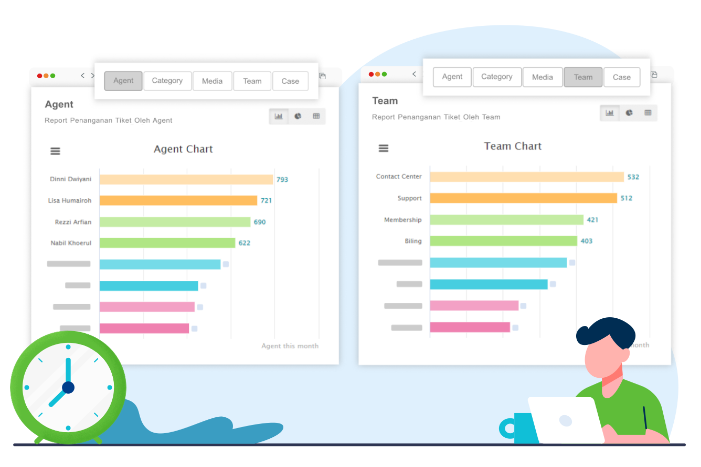 Agent
Category
Media
Team
Case
Agent
Report Penanganan Tiket Oleh Agent
Agent Chart
Dinni Dwiyani 793
Lisa Humairoh 721
Rezzi Arfian 690
Nabil Khoerul 622
Agent this month
Agent
Category
Media
Team
Case
Team
Report Penanganan Tiket Oleh Team
Team Chart
Contact Center 532
Support 512
Membership 421
Biling 403